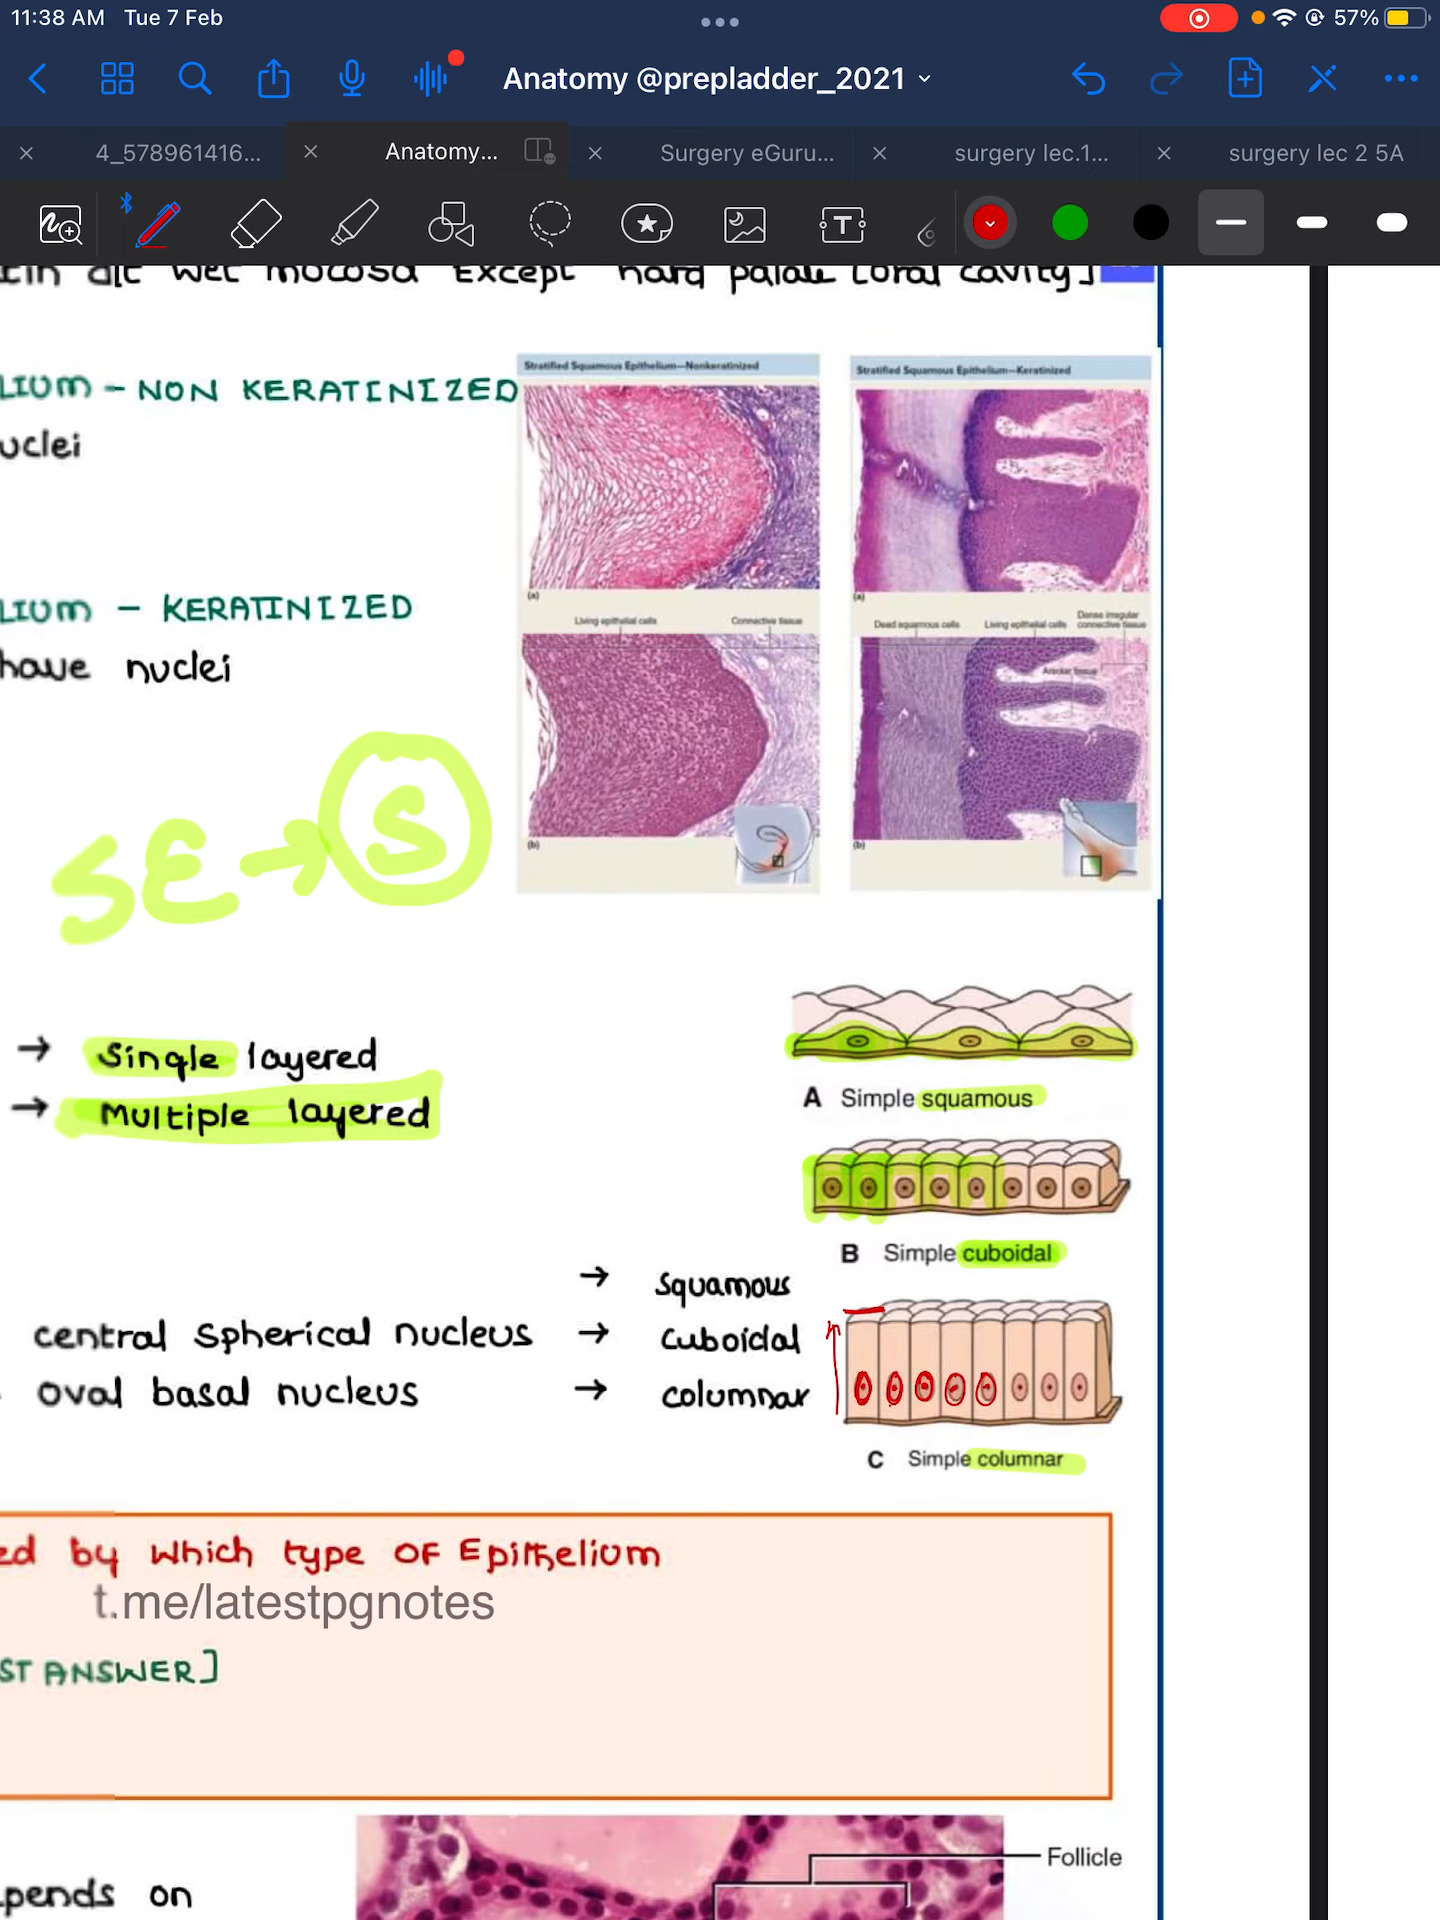 11:38 AM Tue 7 Feb
57%
Anatomy @prepladder_2021
4_578961416...
Anatomy...
Surgery eGuru...
surgery lec.1...
surgery lec 2 5A
wet mucosa Except hard palate [oral cavity]
LIUM - NON KERATINIZED
uclei
Stratified Squamous Epithelium—Nonkeratinized
Stratified Squamous Epithelium—Keratinized
(a)
(a)
LIUM - KERATINIZED
have nuclei
Living epithelial cells
Connective tissue
Dead squamous cells
Living epithelial cells
Dense irregular connective tissue
Areolar tissue
(b)
(b)
SE → S
→ Single layered
→ Multiple layered
A Simple squamous
B Simple cuboidal
→ Squamous
central spherical nucleus → cuboidal
oval basal nucleus → columnar
C Simple columnar
ed by which type of Epithelium
t.me/latestpgnotes
ST ANSWER]
Follicle
pends on